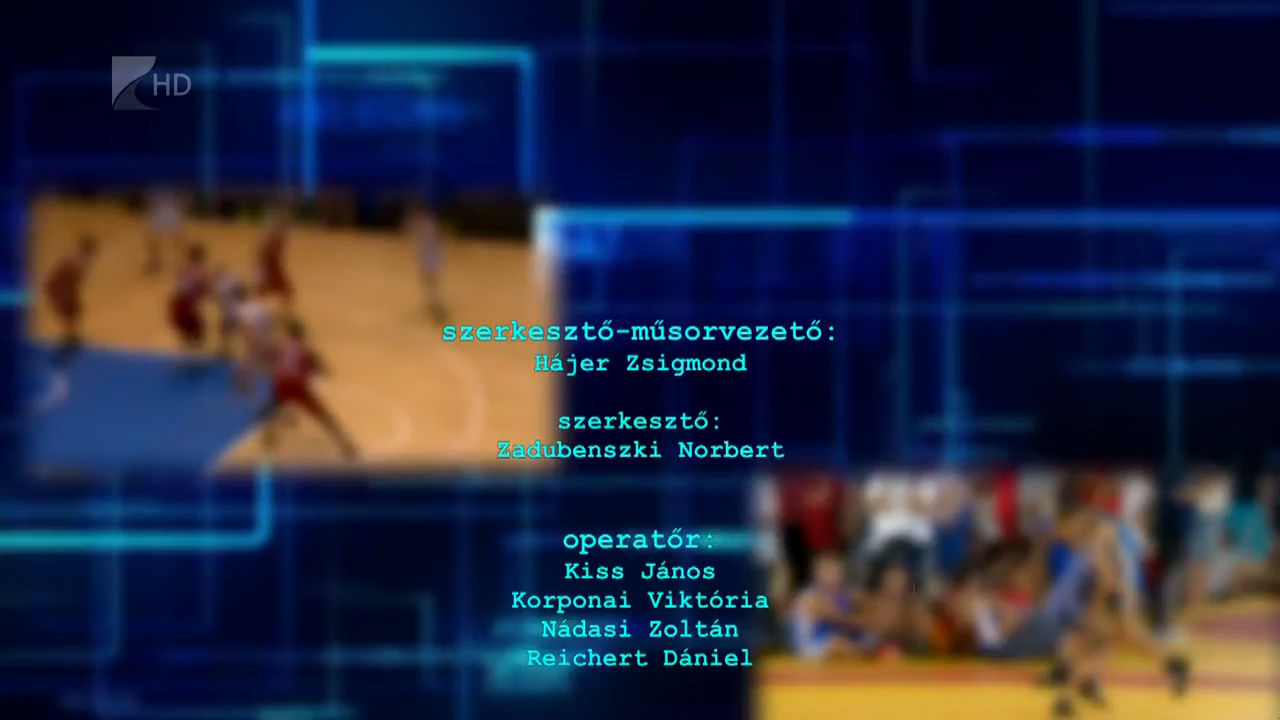 HD
szerkesztő-műsorvezető:
Hájer Zsigmond
szerkesztő:
Zadubenszki Norbert
operatőr:
Kiss János
Korponai Viktória
Nádasi Zoltán
Reichert Dániel